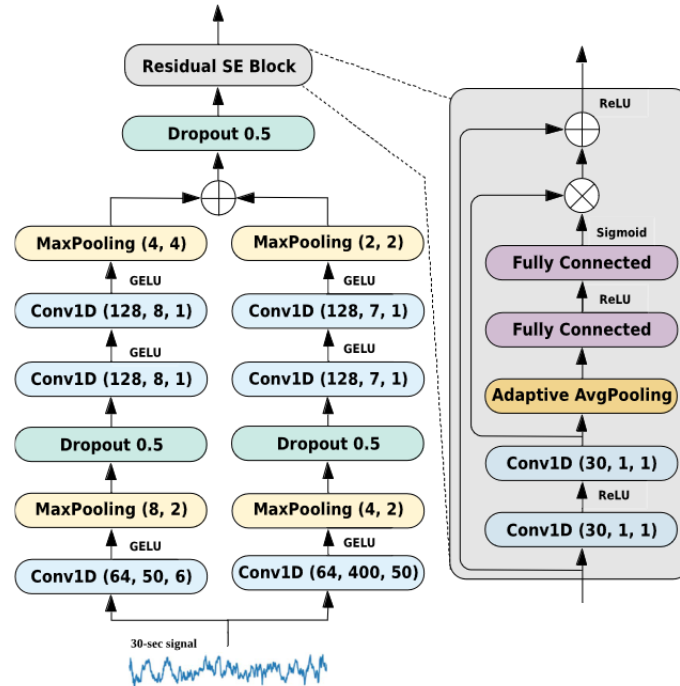 Residual SE Block
Dropout 0.5
MaxPooling (4, 4)
GELU
Conv1D (128, 8, 1)
GELU
Conv1D (128, 8, 1)
Dropout 0.5
MaxPooling (8, 2)
GELU
Conv1D (64, 50, 6)
MaxPooling (2, 2)
GELU
Conv1D (128, 7, 1)
GELU
Conv1D (128, 7, 1)
Dropout 0.5
MaxPooling (4, 2)
GELU
Conv1D (64, 400, 50)
30-sec signal
ReLU
Sigmoid
Fully Connected
ReLU
Fully Connected
Adaptive AvgPooling
Conv1D (30, 1, 1)
ReLU
Conv1D (30, 1, 1)